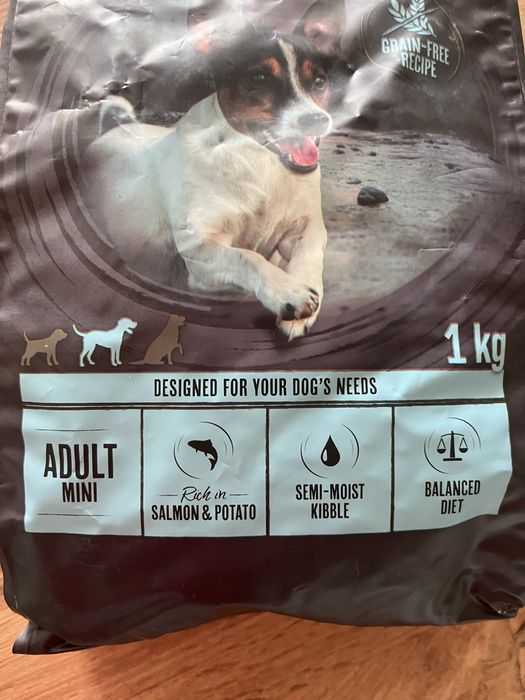 GRAIN-FREE
RECIPE
1 kg
DESIGNED FOR YOUR DOG'S NEEDS
ADULT
MINI
Rich in
SALMON & POTATO
SEMI-MOIST
KIBBLE
BALANCED
DIET